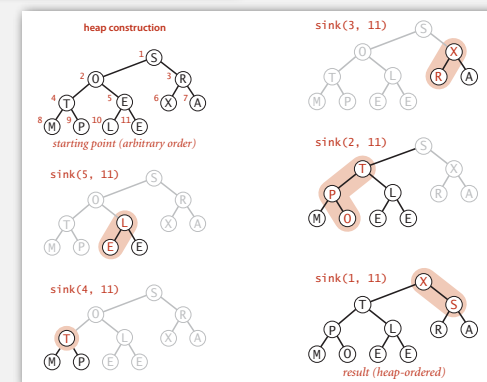 heap construction
1 S
2 O 3 R
4 T 5 E 6 X 7 A
8 M 9 P 10 L 11 E
starting point (arbitrary order)
sink(5, 11)
S
O R
T L X A
M P E E
sink(4, 11)
S
O R
T L X A
M P E E
sink(3, 11)
S
O X
T L R A
M P E E
sink(2, 11)
S
T X
P L R A
M O E E
sink(1, 11)
X
T S
P L R A
M O E E
result (heap-ordered)